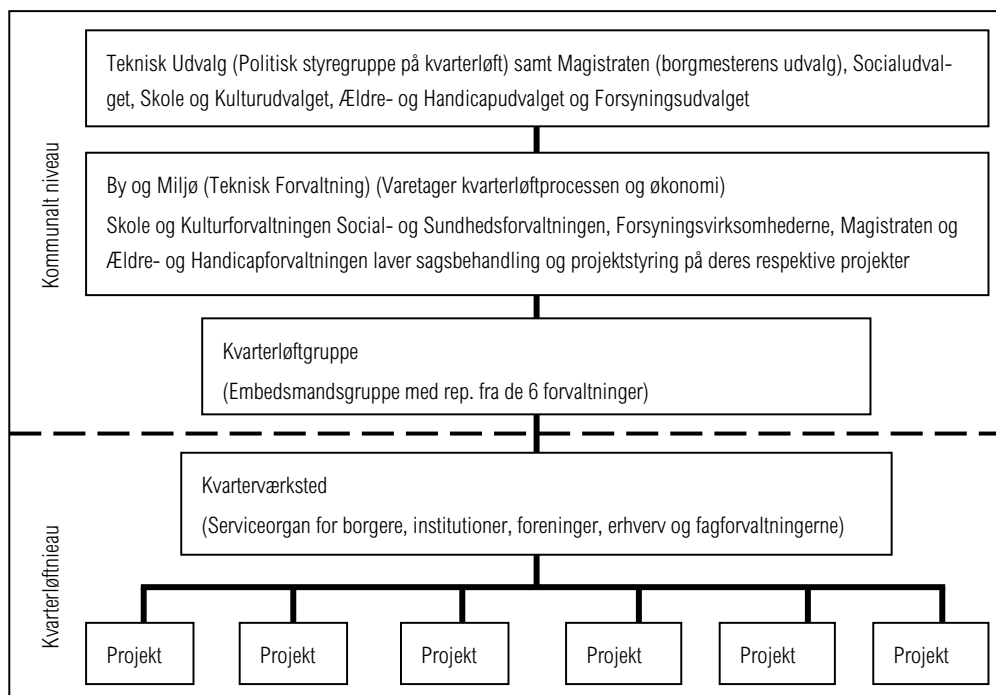 Kommunalt niveau
Teknisk Udvalg (Politisk styregruppe på kvarterløft) samt Magistraten (borgmesterens udvalg), Socialudval-
get, Skole og Kulturudvalget, Ældre- og Handicapudvalget og Forsyningsudvalget
By og Miljø (Teknisk Forvaltning) (Varetager kvarterløftprocessen og økonomi)
Skole og Kulturforvaltningen Social- og Sundhedsforvaltningen, Forsyningsvirksomhederne, Magistraten og
Ældre- og Handicapforvaltningen laver sagsbehandling og projektstyring på deres respektive projekter
Kvarterløftgruppe
(Embedsmandsgruppe med rep. fra de 6 forvaltninger)
Kvarterløftnieau
Kvarterværksted
(Serviceorgan for borgere, institutioner, foreninger, erhverv og fagforvaltningerne)
Projekt
Projekt
Projekt
Projekt
Projekt
Projekt